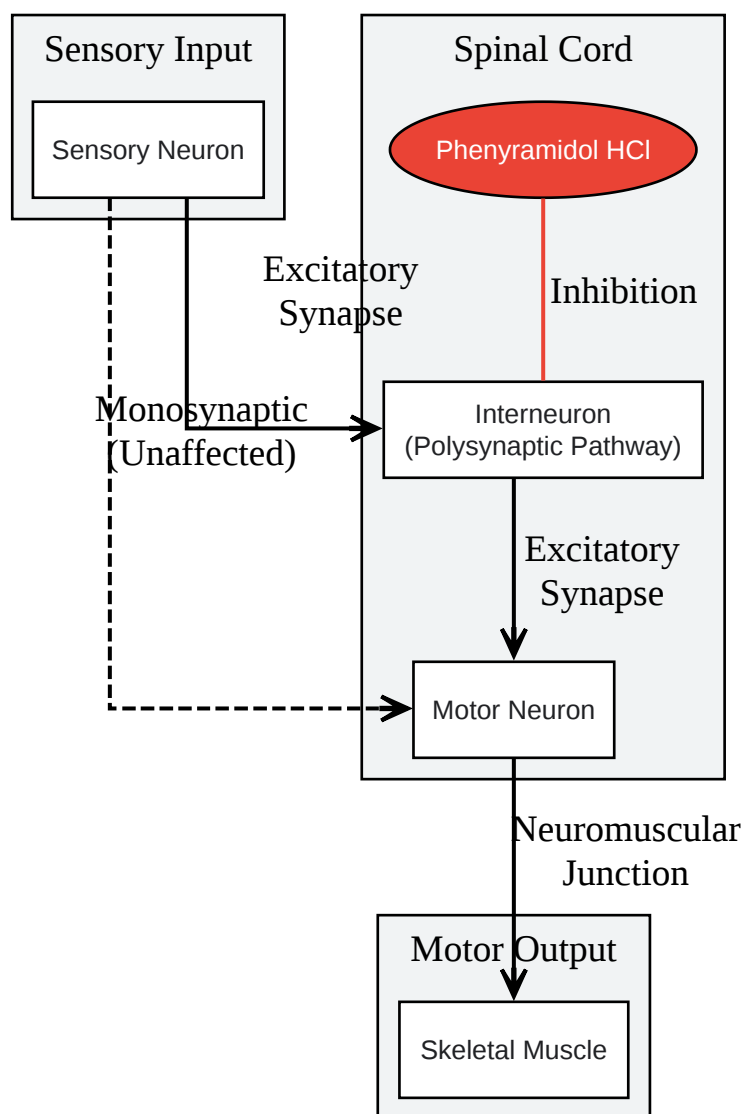 Sensory Input
Spinal Cord
Sensory Neuron
Phenyramidol HCl
Excitatory
Synapse
Inhibition
Monosynaptic
(Unaffected)
Interneuron
(Polysynaptic Pathway)
Excitatory
Synapse
Motor Neuron
Neuromuscular
Junction
Motor Output
Skeletal Muscle